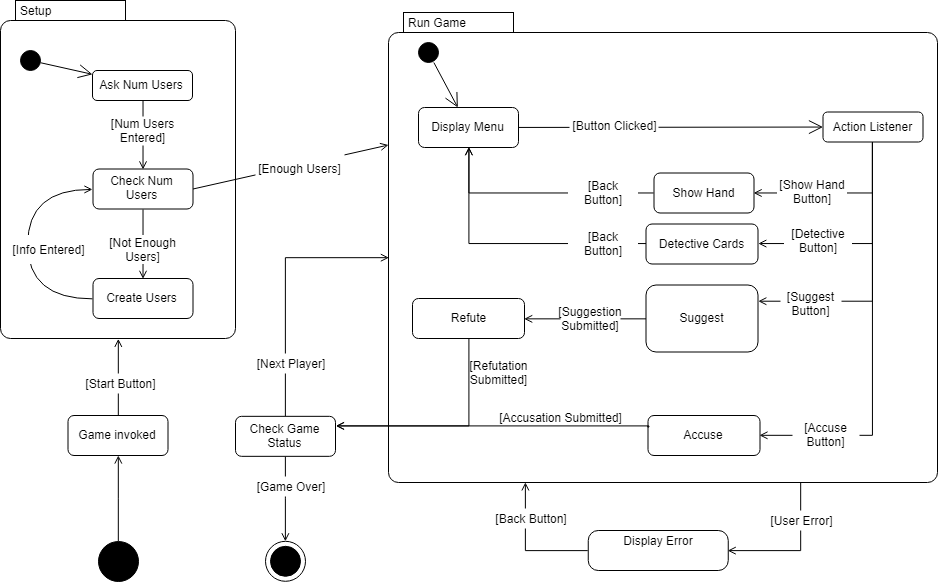 Setup
Ask Num Users
[Num Users
Entered]
Check Num
Users
[Info Entered]
[Not Enough
Users]
Create Users
[Start Button]
Game invoked
[Enough Users]
[Next Player]
Check Game
Status
[Game Over]
Run Game
Display Menu
[Button Clicked]
Action Listener
[Back
Button]
Show Hand
[Show Hand
Button]
[Back
Button]
Detective Cards
[Detective
Button]
Refute
[Suggestion
Submitted]
Suggest
[Suggest
Button]
[Refutation
Submitted]
[Accusation Submitted]
Accuse
[Accuse
Button]
[Back Button]
Display Error
[User Error]